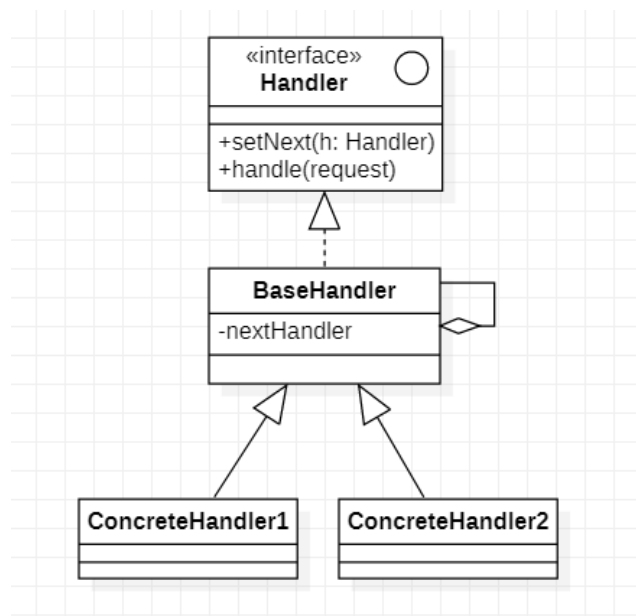 «interface»
Handler
+setNext(h: Handler)
+handle(request)
BaseHandler
-nextHandler
ConcreteHandler1
ConcreteHandler2